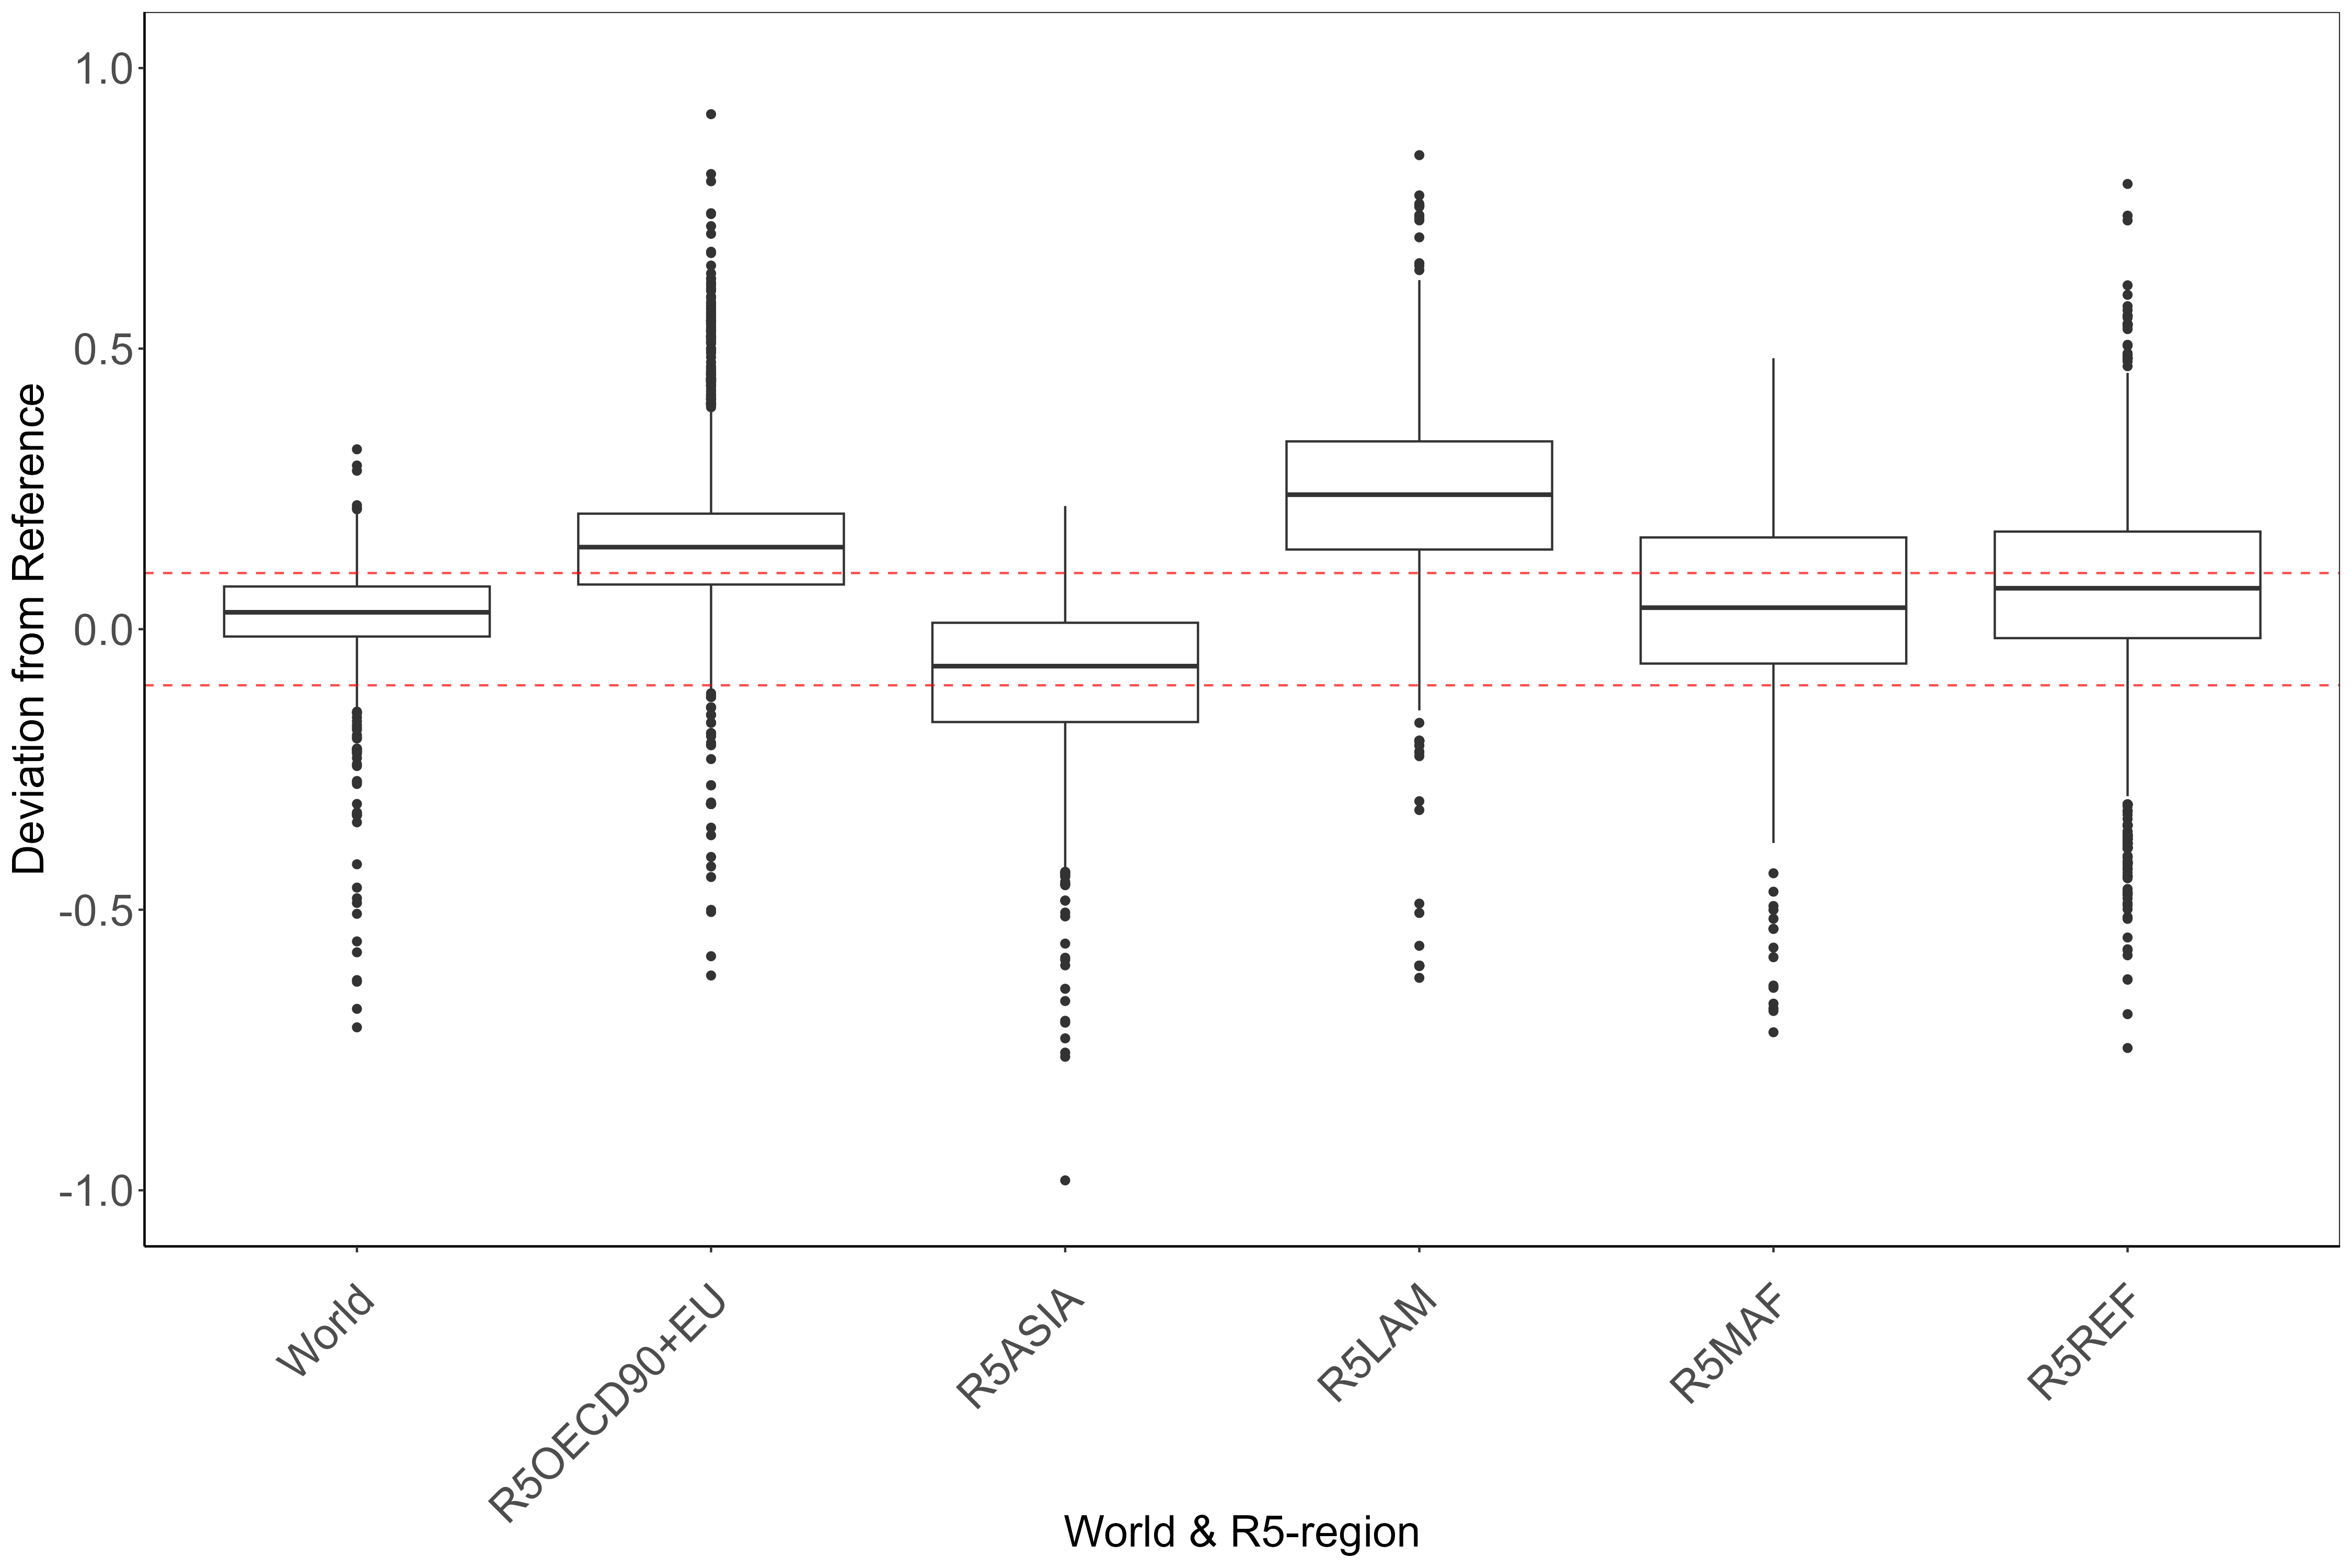 1.0
0.5
0.0
-0.5
-1.0
Deviation from Reference
World
R5OECD90+EU
R5ASIA
R5LAM
R5MAF
R5REF
World & R5-region